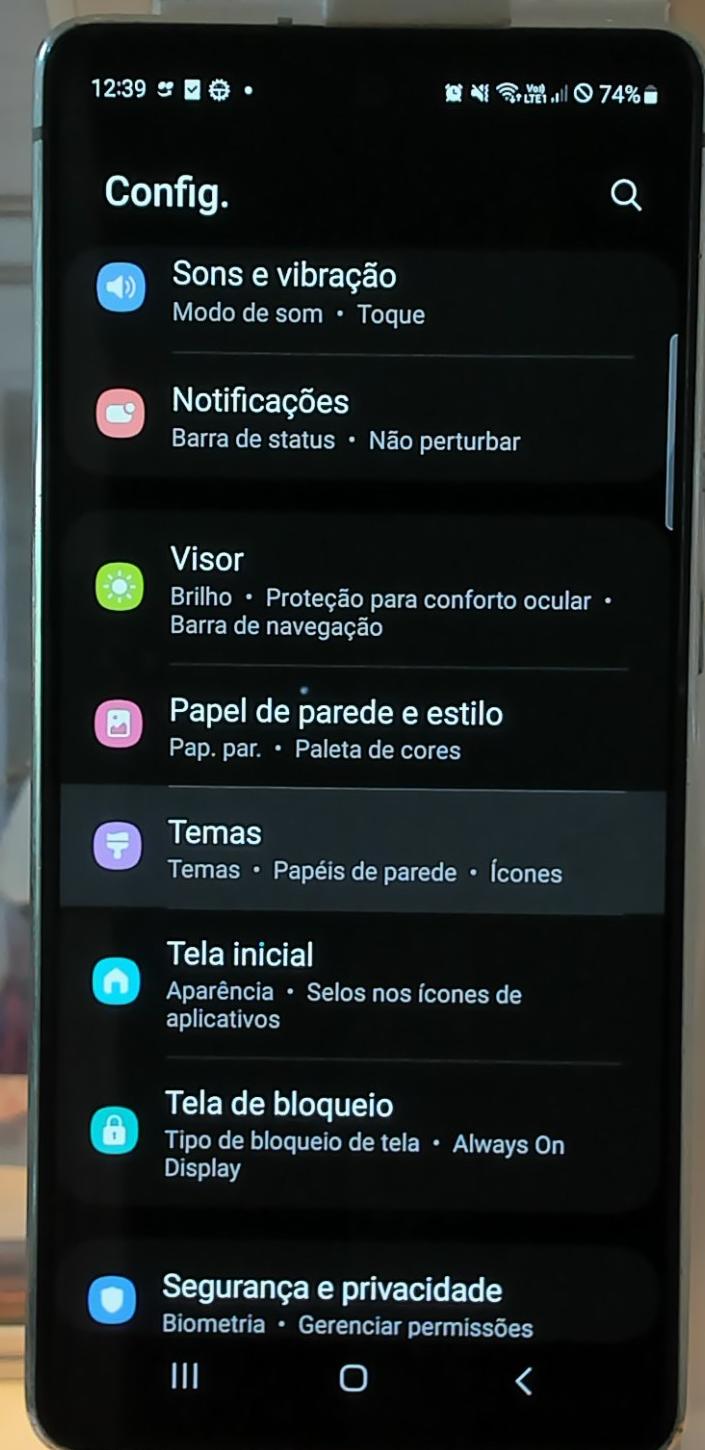 12:39
Vo)) LTE1 74%
Config.
Sons e vibração
Modo de som • Toque
Notificações
Barra de status • Não perturbar
Visor
Brilho • Proteção para conforto ocular •
Barra de navegação
Papel de parede e estilo
Pap. par. • Paleta de cores
Temas
Temas • Papéis de parede • Ícones
Tela inicial
Aparência • Selos nos ícones de
aplicativos
Tela de bloqueio
Tipo de bloqueio de tela • Always On
Display
Segurança e privacidade
Biometria • Gerenciar permissões